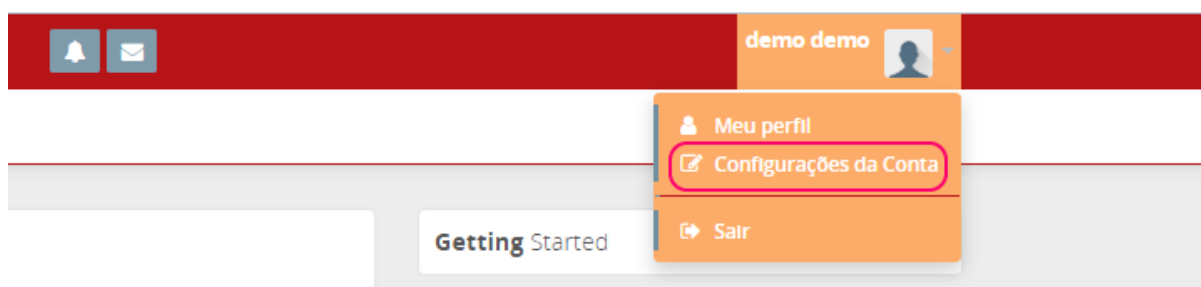 demo demo
Meu perfil
Configurações da Conta
Getting Started
Sair